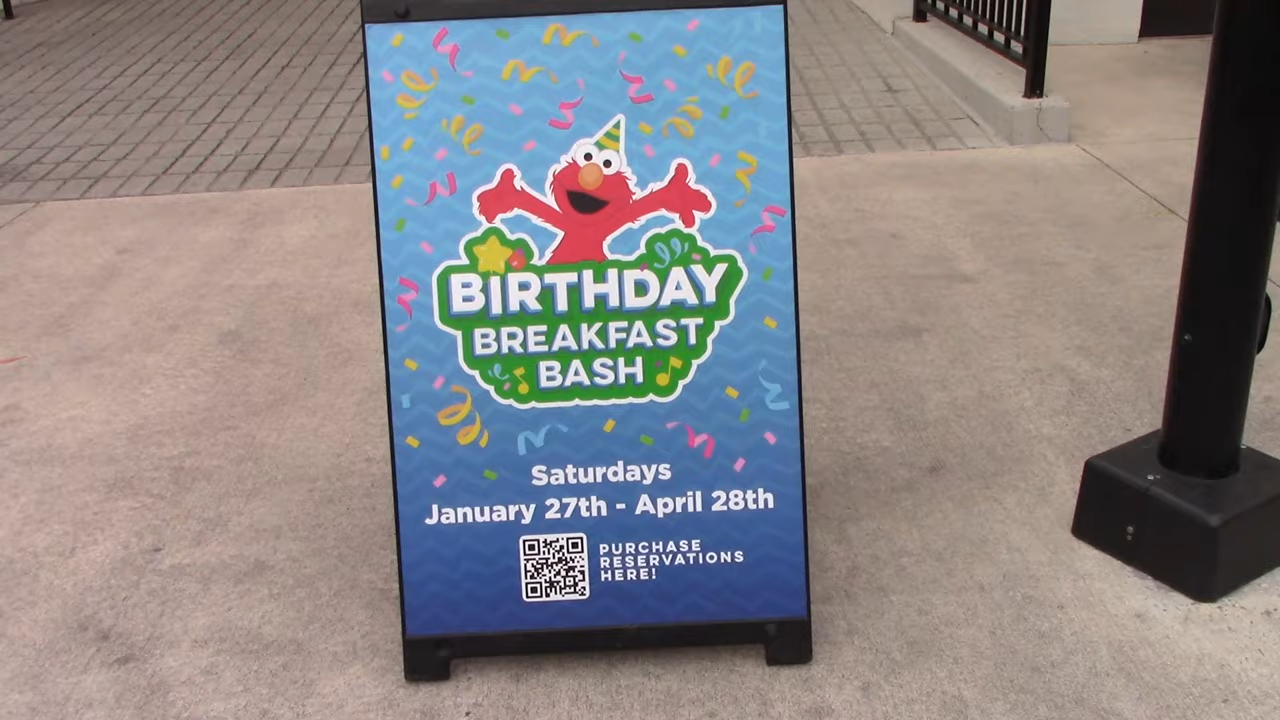 BIRTHDAY
BREAKFAST
BASH
Saturdays
January 27th - April 28th
PURCHASE
RESERVATIONS
HERE!